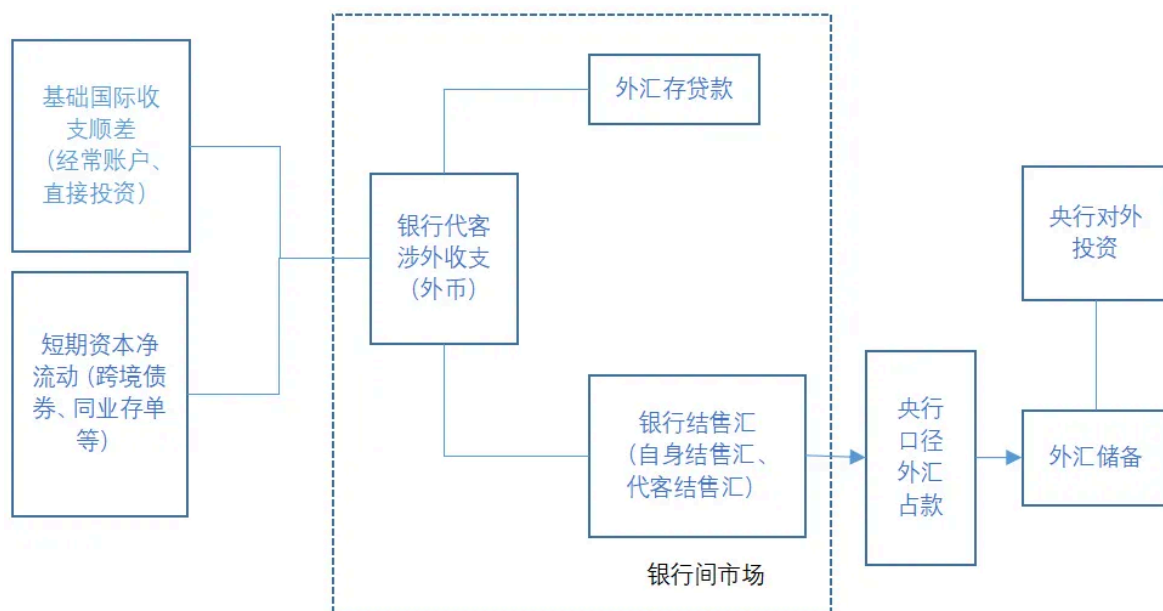 基础国际收
支顺差
（经常账户、
直接投资）
短期资本净
流动（跨境债
券、同业存单
等）
银行代客
涉外收支
（外币）
外汇存贷款
银行结售汇
（自身结售汇、
代客结售汇）
银行间市场
央行
口径
外汇
占款
央行对外
投资
外汇储备